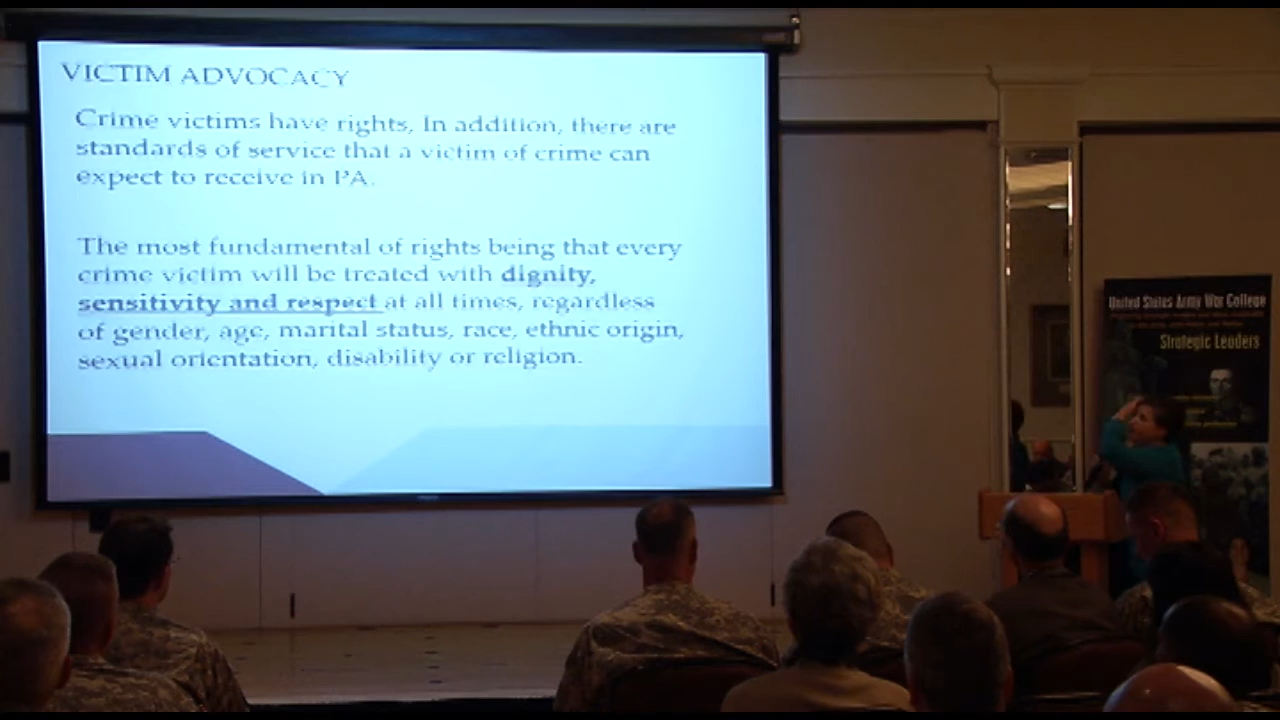 VICTIM ADVOCACY
Crime victims have rights, In addition, there are
standards of service that a victim of crime can
expect to receive in PA.
The most fundamental of rights being that every
crime victim will be treated with dignity,
sensitivity and respect at all times, regardless
of gender, age, marital status, race, ethnic origin,
sexual orientation, disability or religion.
United States Army War College
Strategic Leaders